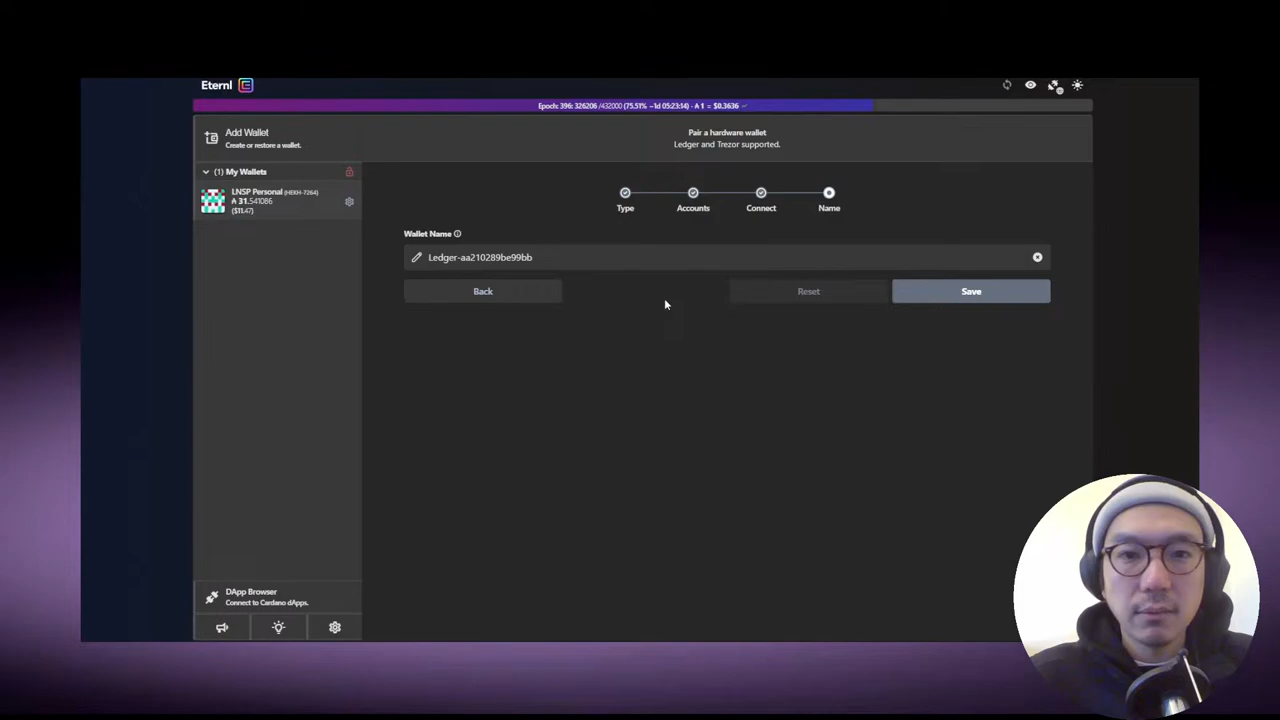 Eternl
Epoch: 396: 326206 /432000 (75.51% ~1d 05:23:14) · ₳ 1 = $0.3636
Add Wallet
Create or restore a wallet.
Pair a hardware wallet
Ledger and Trezor supported.
(1) My Wallets
LNSP Personal (HEKH-7264)
₳ 31.541086
($11.47)
Type
Accounts
Connect
Name
Wallet Name
Ledger-aa210289be99bb
Back
Reset
Save
DApp Browser
Connect to Cardano dApps.